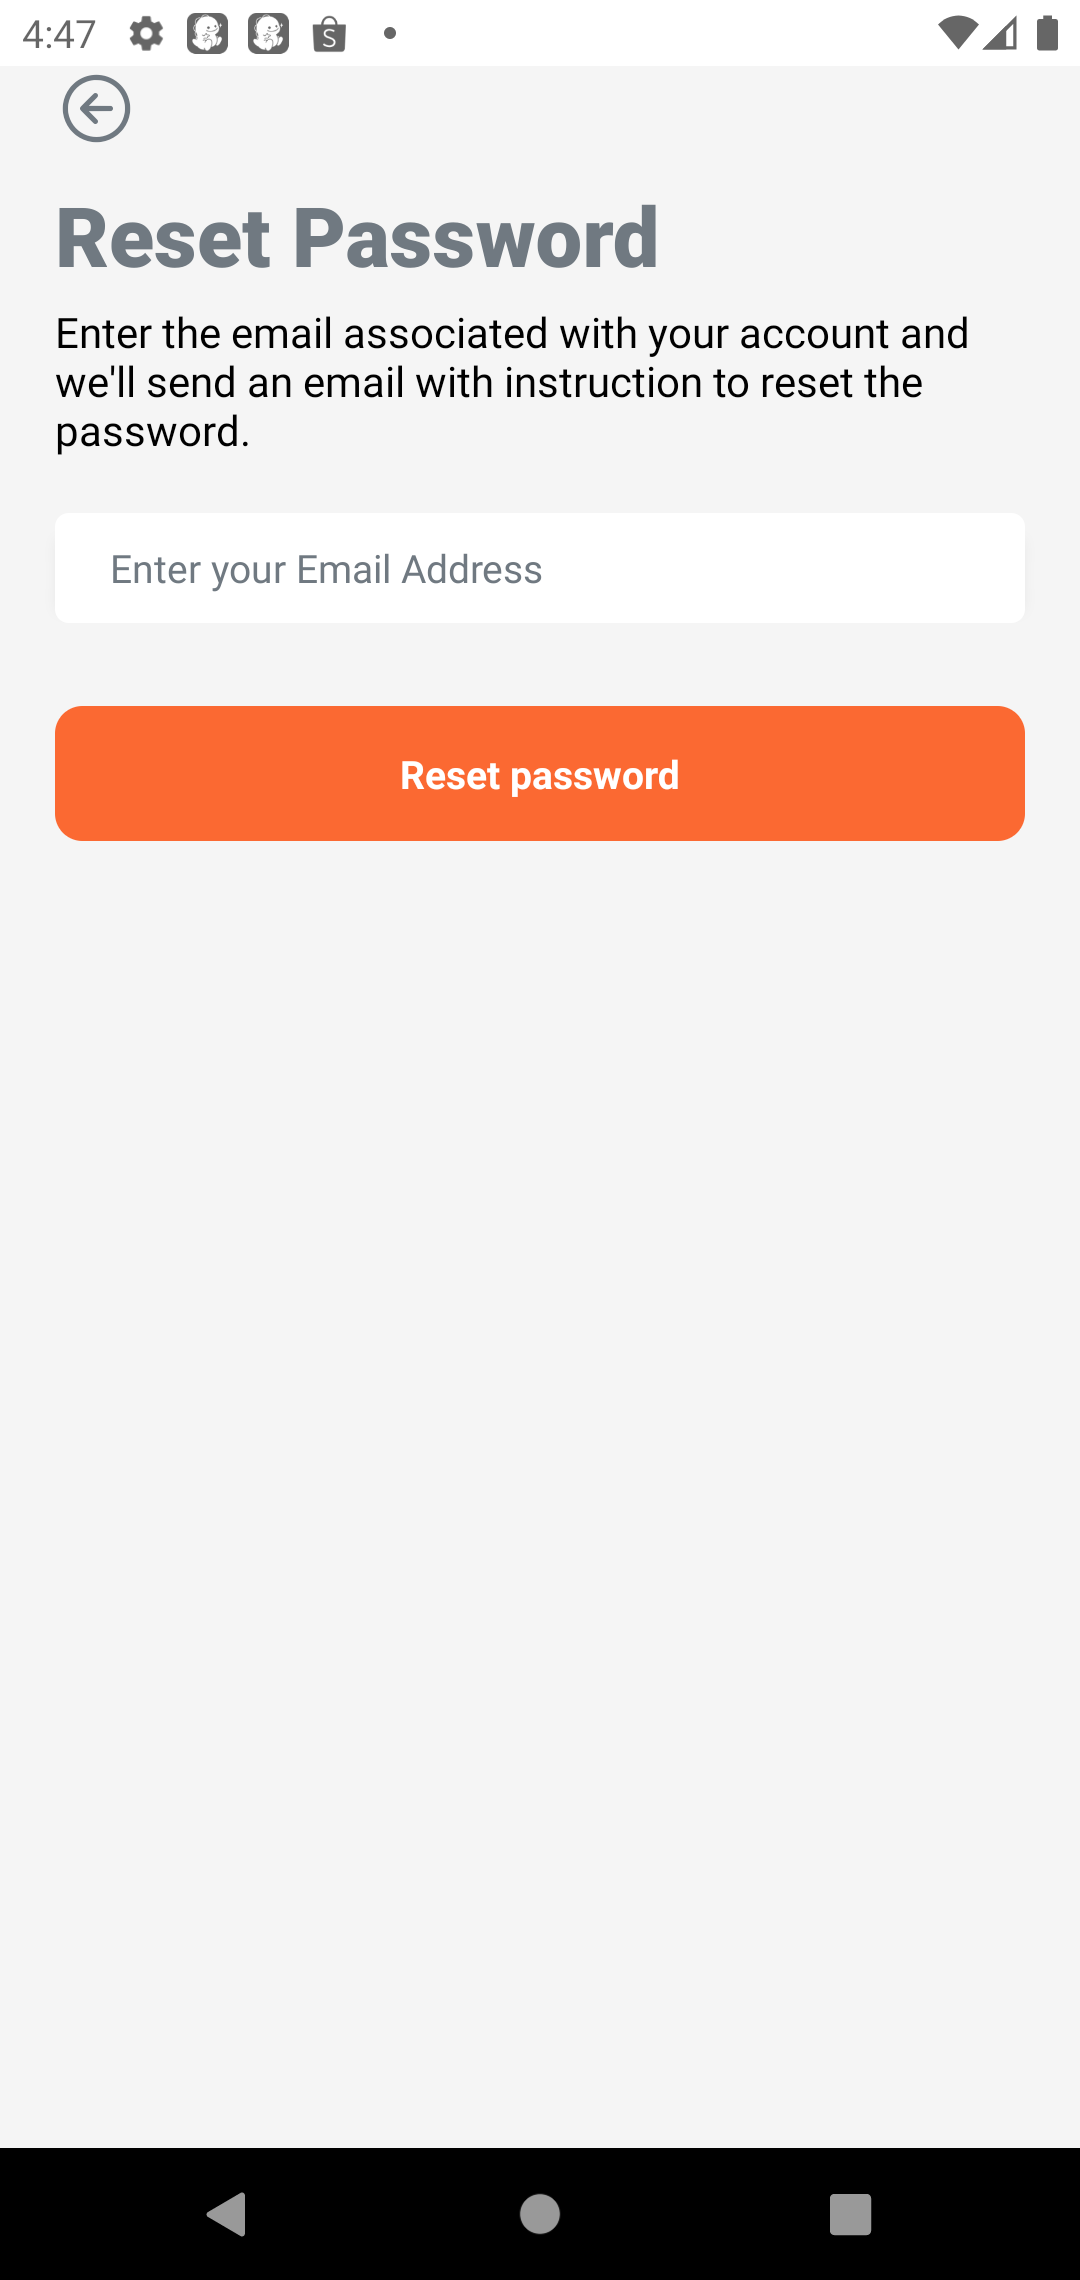 4:47
Reset Password
Enter the email associated with your account and
we'll send an email with instruction to reset the
password.
Enter your Email Address
Reset password